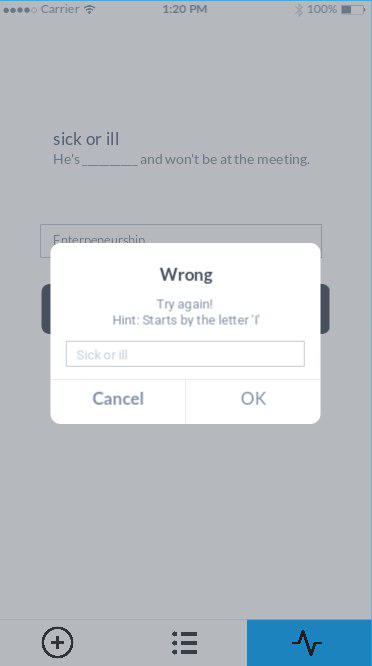 Carrier 1:20 PM 100%
sick or ill
He's __________ and won't be at the meeting.
Enterpeneurship
Wrong
Try again!
Hint: Starts by the letter 'I'
Sick or ill
Cancel OK